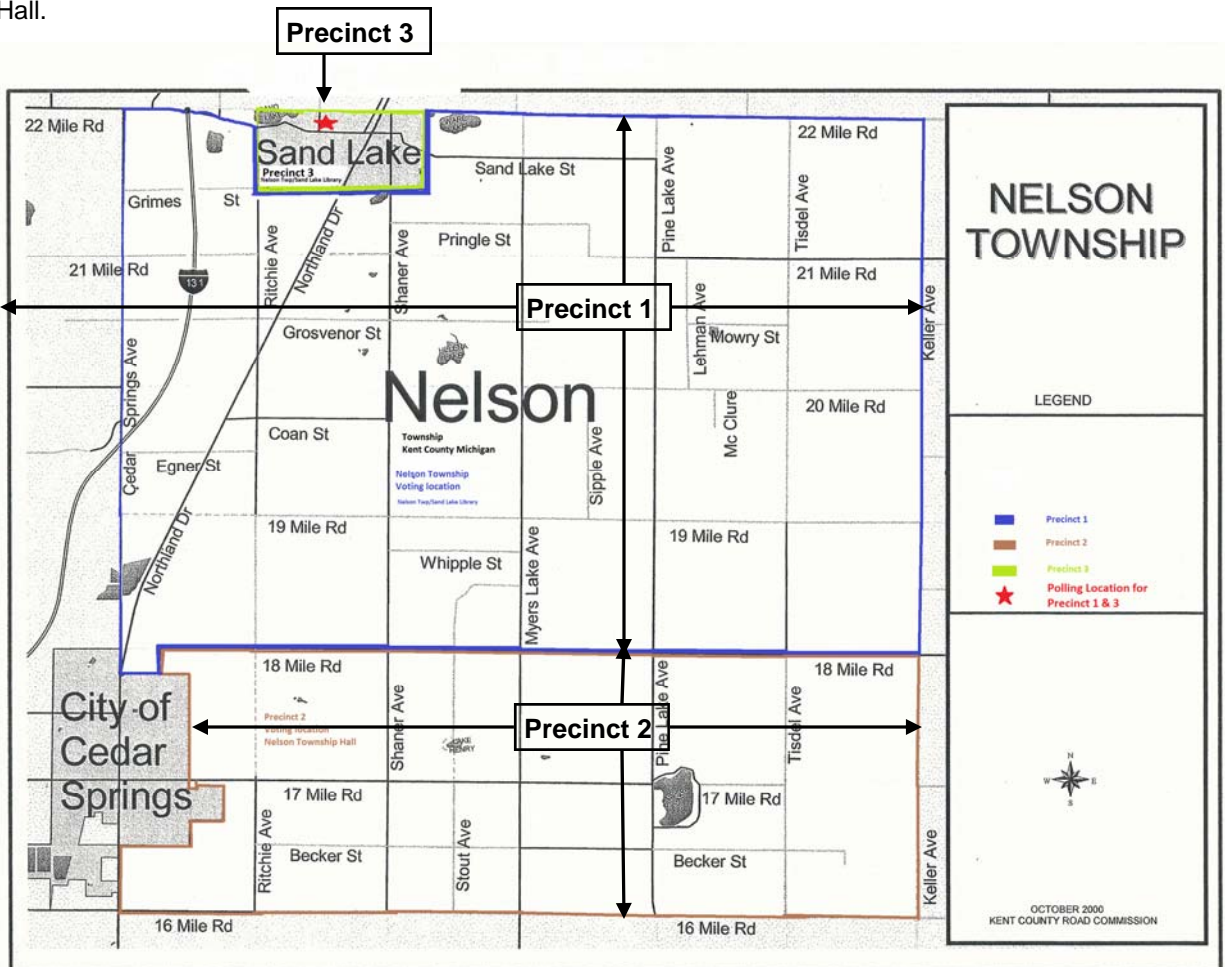 Hall.
Precinct 3
22 Mile Rd
SAND LAKE
Sand Lake
Precinct 3
Nelson Twp/Sand Lake Library
22 Mile Rd
Sand Lake St
Grimes St
Pine Lake Ave
Tisdel Ave
NELSON
TOWNSHIP
Ritchie Ave
Northland Dr
Shaner Ave
Pringle St
21 Mile Rd
131
21 Mile Rd
Precinct 1
Keller Ave
Grosvenor St
Lehman Ave
Mowry St
Cedar Springs Ave
Nelson
Township
Kent County Michigan
Nelson Township
Voting location
Nelson Twp/Sand Lake Library
20 Mile Rd
LEGEND
Coan St
Mc Clure
Egner St
Sipple Ave
19 Mile Rd
19 Mile Rd
Northland Dr
Whipple St
Myers Lake Ave
Precinct 1
Precinct 2
Precinct 3
Polling Location for
Precinct 1 & 3
18 Mile Rd
18 Mile Rd
City of
Cedar
Springs
Precinct 2
Voting location
Nelson Township Hall
Shaner Ave
Precinct 2
Pine Lake Ave
Tisdel Ave
LAKE
HENRY
N
W
E
S
17 Mile Rd
17 Mile Rd
Ritchie Ave
Becker St
Stout Ave
Becker St
Keller Ave
16 Mile Rd
16 Mile Rd
OCTOBER 2000
KENT COUNTY ROAD COMMISSION